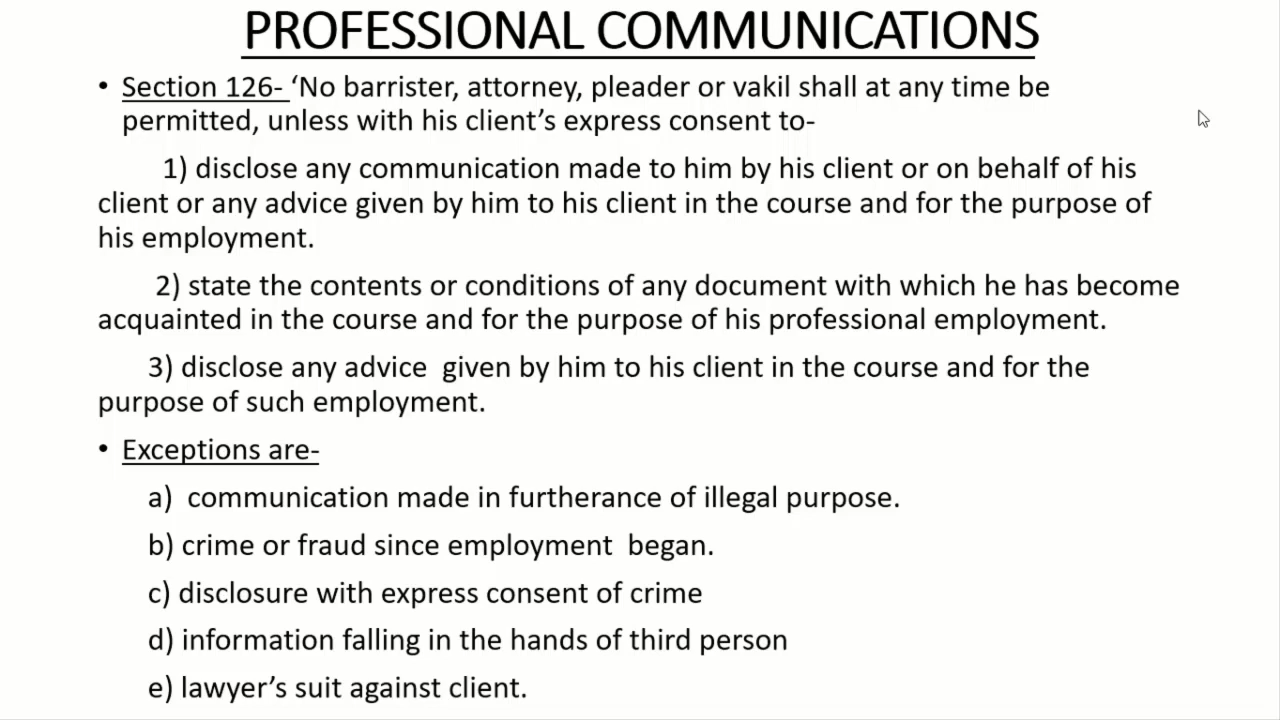 PROFESSIONAL COMMUNICATIONS
• Section 126- ‘No barrister, attorney, pleader or vakil shall at any time be
permitted, unless with his client’s express consent to-
1) disclose any communication made to him by his client or on behalf of his
client or any advice given by him to his client in the course and for the purpose of
his employment.
2) state the contents or conditions of any document with which he has become
acquainted in the course and for the purpose of his professional employment.
3) disclose any advice  given by him to his client in the course and for the
purpose of such employment.
• Exceptions are-
a)  communication made in furtherance of illegal purpose.
b) crime or fraud since employment  began.
c) disclosure with express consent of crime
d) information falling in the hands of third person
e) lawyer’s suit against client.